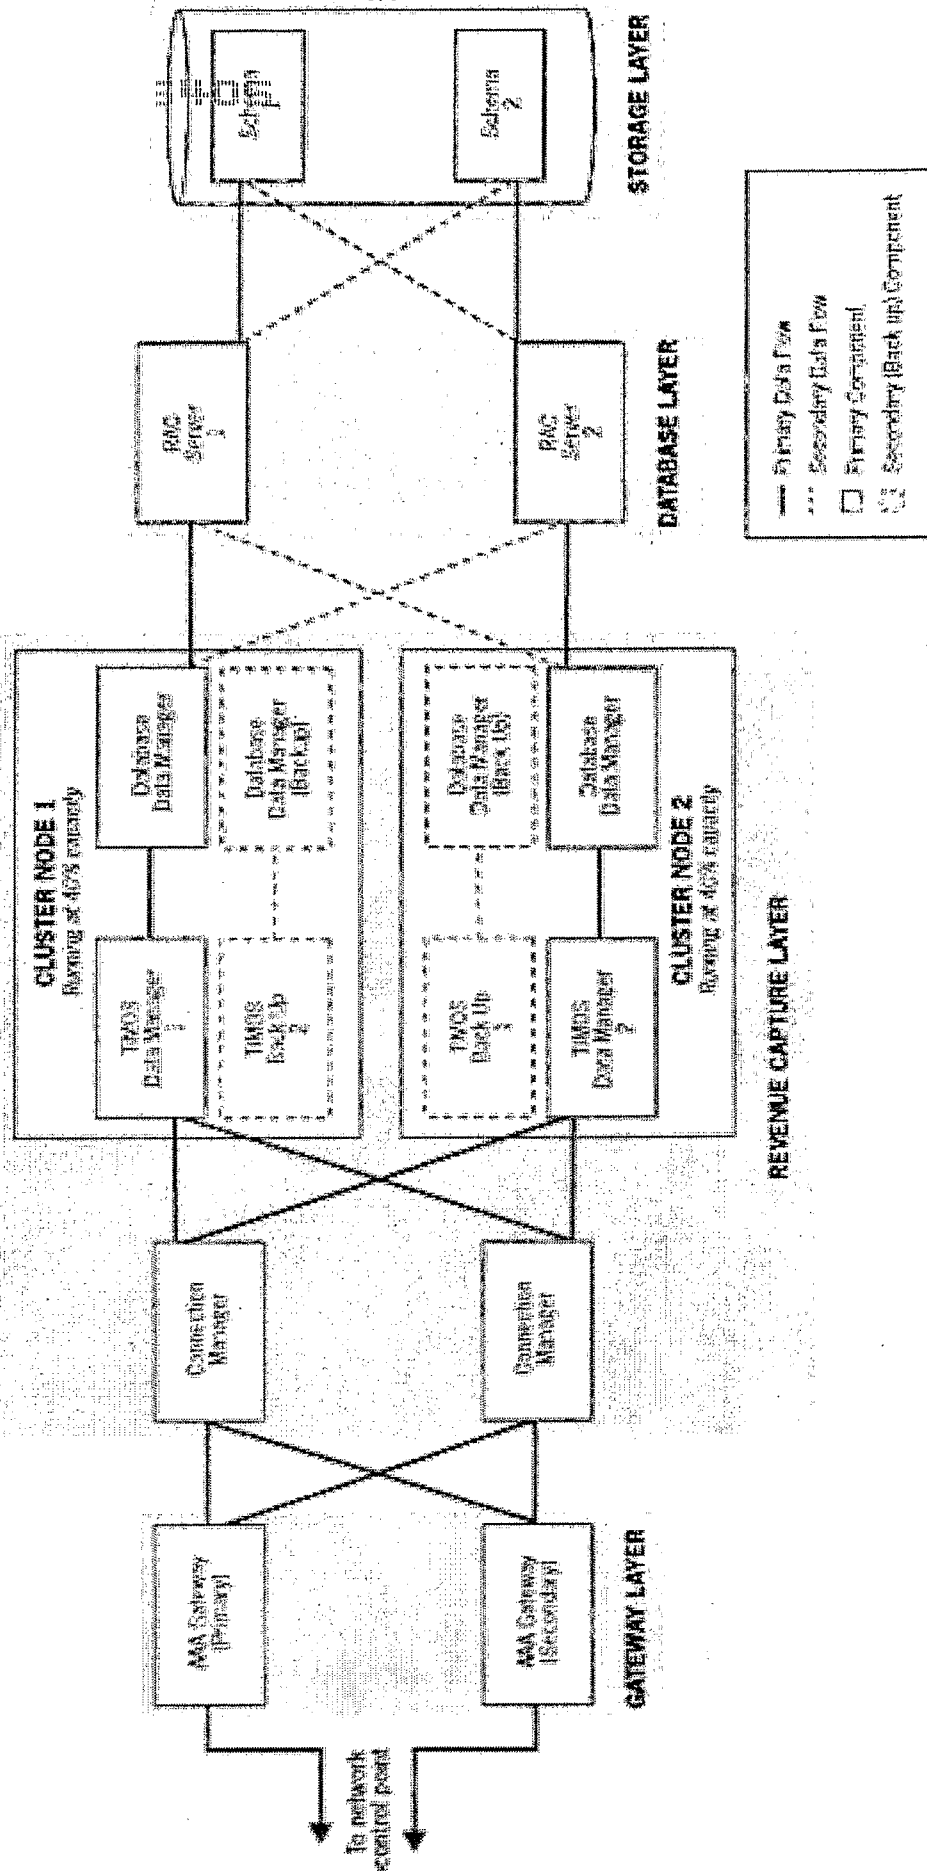 To network
control point
AAA Gateway
(Primary)
AAA Gateway
(Secondary)
GATEWAY LAYER
Connection
Manager
Connection
Manager
CLUSTER NODE 1
Running at 40% capacity
TIMOS
Data Manager
1
Database
Data Manager
TIMOS
Back Up
2
Database
Data Manager
(Backup)
TIMOS
Back Up
1
Database
Data Manager
(Back Up)
TIMOS
Data Manager
2
Database
Data Manager
CLUSTER NODE 2
Running at 40% capacity
REVENUE CAPTURE LAYER
RAC
Server
1
RAC
Server
2
DATABASE LAYER
Schema
1
Schema
2
STORAGE LAYER
Primary Data Flow
Secondary Data Flow
Primary Component
Secondary (Back up) Component